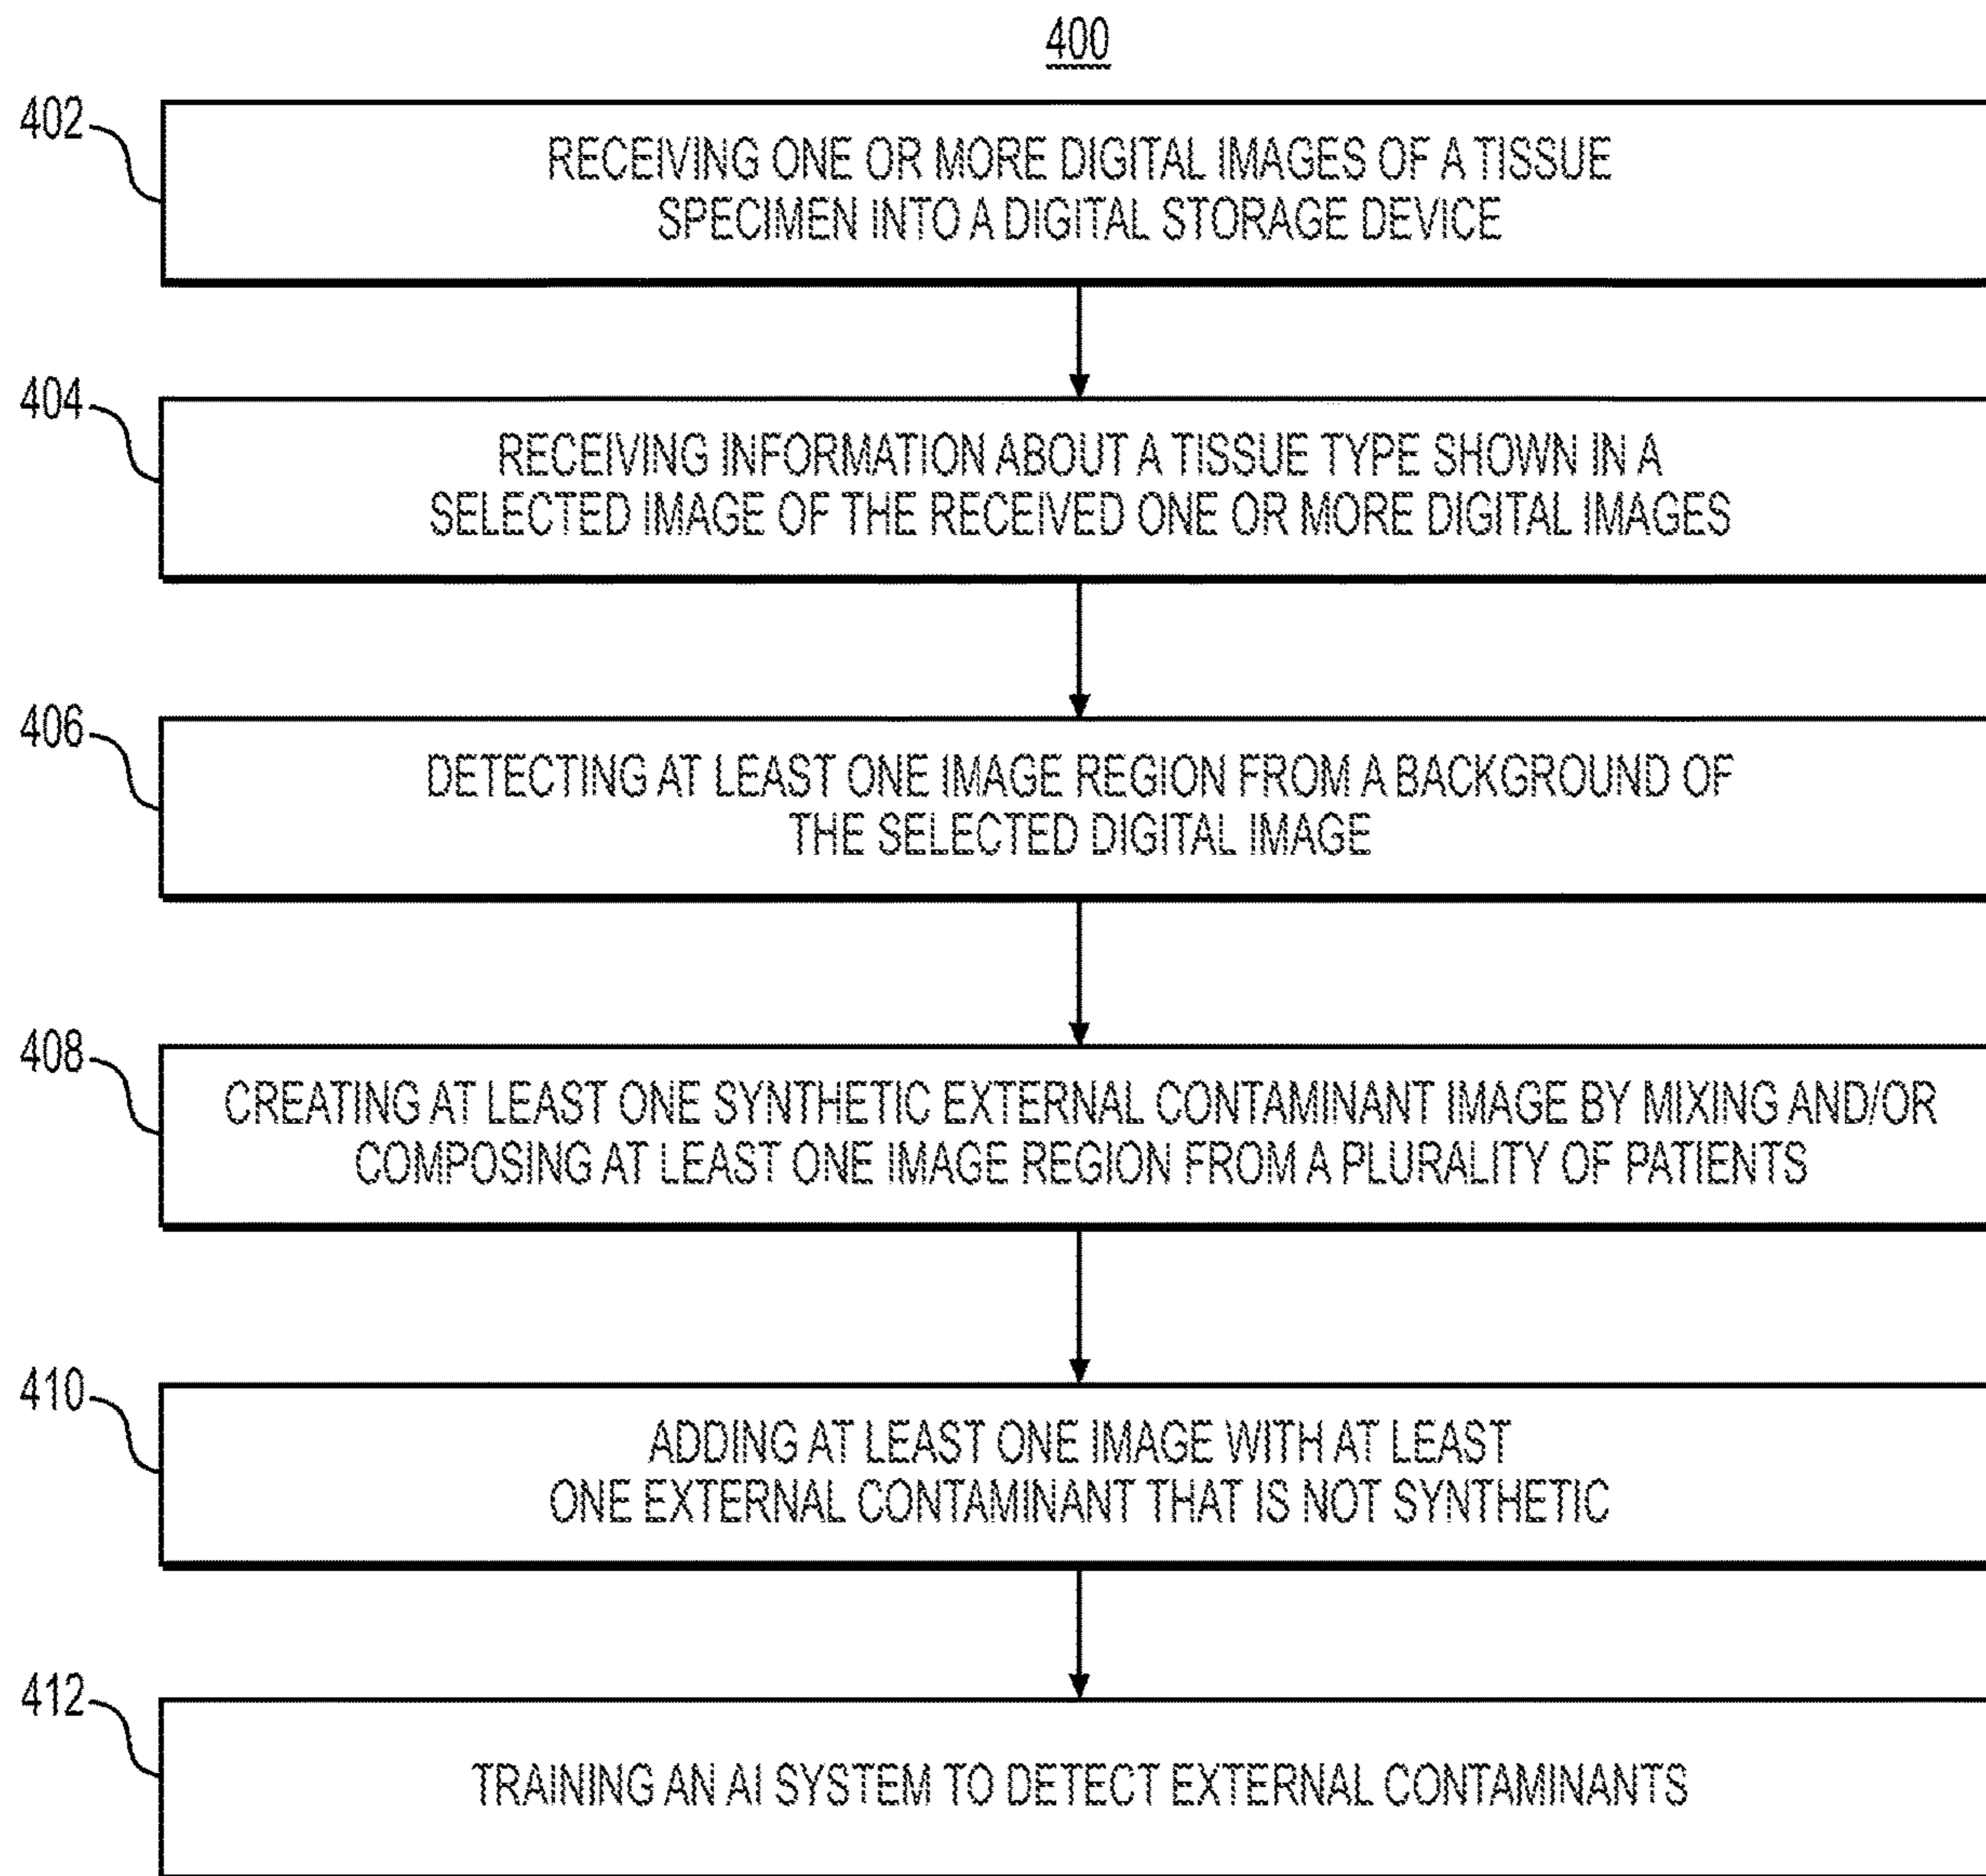 400
402
RECEIVING ONE OR MORE DIGITAL IMAGES OF A TISSUE
SPECIMEN INTO A DIGITAL STORAGE DEVICE
404
RECEIVING INFORMATION ABOUT A TISSUE TYPE SHOWN IN A
SELECTED IMAGE OF THE RECEIVED ONE OR MORE DIGITAL IMAGES
406
DETECTING AT LEAST ONE IMAGE REGION FROM A BACKGROUND OF
THE SELECTED DIGITAL IMAGE
408
CREATING AT LEAST ONE SYNTHETIC EXTERNAL CONTAMINANT IMAGE BY MIXING AND/OR
COMPOSING AT LEAST ONE IMAGE REGION FROM A PLURALITY OF PATIENTS
410
ADDING AT LEAST ONE IMAGE WITH AT LEAST
ONE EXTERNAL CONTAMINANT THAT IS NOT SYNTHETIC
412
TRAINING AN AI SYSTEM TO DETECT EXTERNAL CONTAMINANTS